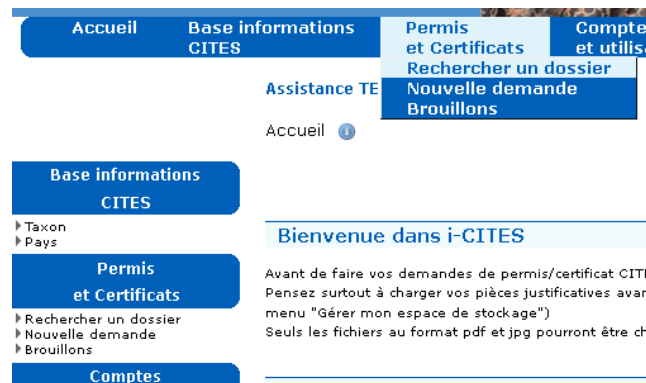 Accueil
Base informations
CITES
Permis
et Certificats
Compte
et utilis
Rechercher un dossier
Nouvelle demande
Brouillons
Assistance TE
Accueil
Base informations
CITES
Taxon
Pays
Permis
et Certificats
Rechercher un dossier
Nouvelle demande
Brouillons
Comptes
Bienvenue dans i-CITES
Avant de faire vos demandes de permis/certificat CIT
Pensez surtout à charger vos pièces justificatives avan
menu "Gérer mon espace de stockage")
Seuls les fichiers au format pdf et jpg pourront être ch